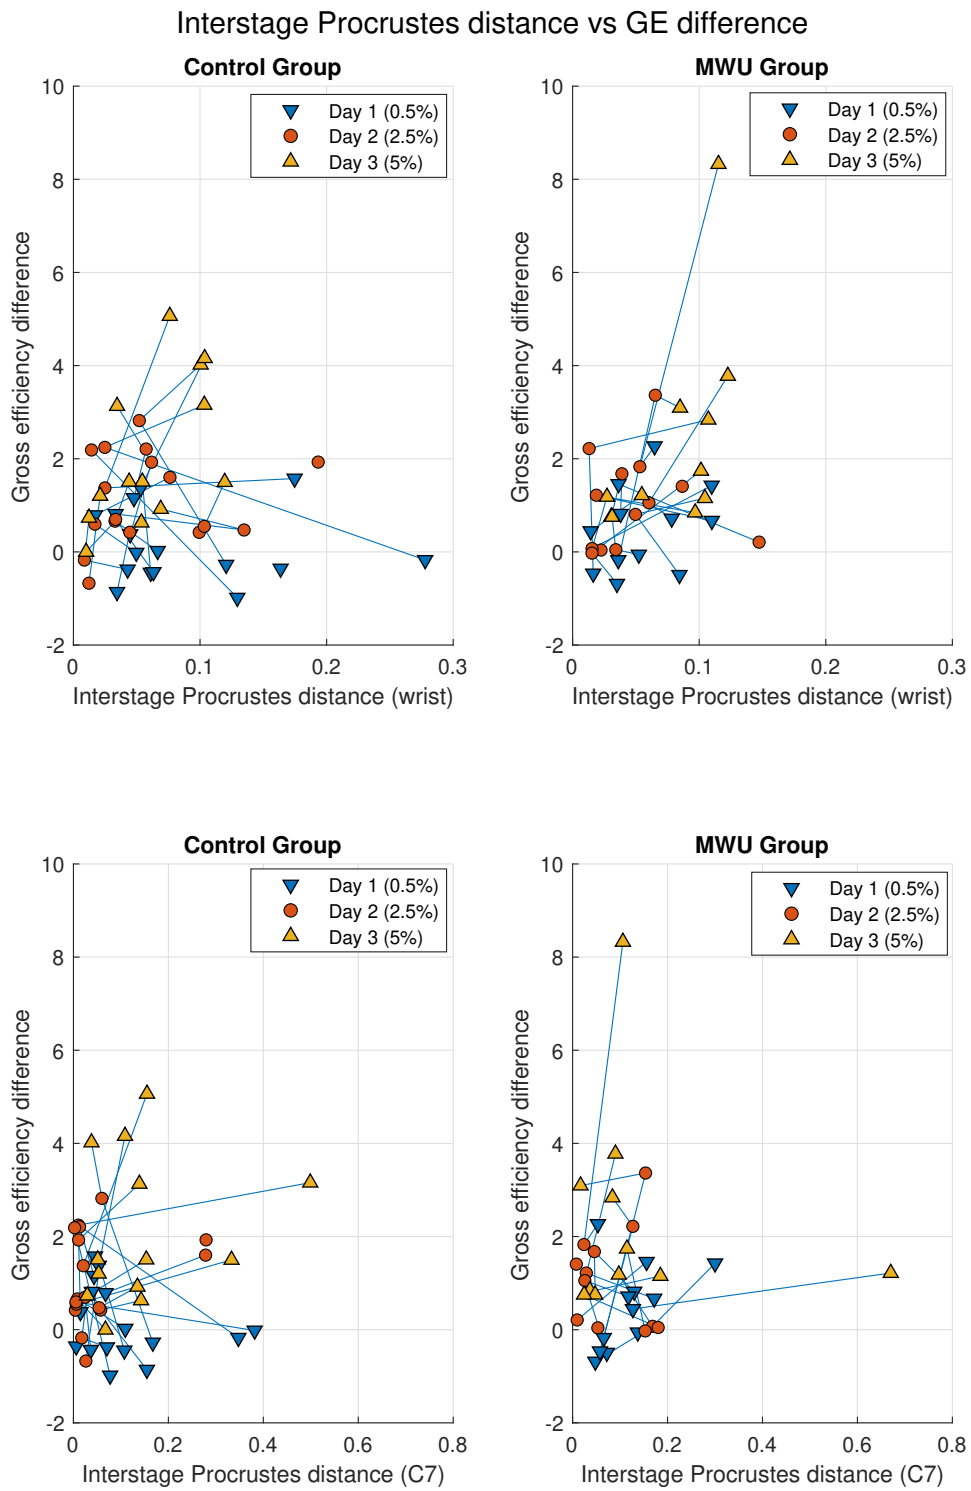 Interstage Procrustes distance vs GE difference
Control Group
10
8
6
4
2
0
-2
0
0.1
0.2
0.3
Gross efficiency difference
Interstage Procrustes distance (wrist)
Day 1 (0.5%)
Day 2 (2.5%)
Day 3 (5%)
MWU Group
10
8
6
4
2
0
-2
0
0.1
0.2
0.3
Gross efficiency difference
Interstage Procrustes distance (wrist)
Day 1 (0.5%)
Day 2 (2.5%)
Day 3 (5%)
Control Group
10
8
6
4
2
0
-2
0
0.2
0.4
0.6
0.8
Gross efficiency difference
Interstage Procrustes distance (C7)
Day 1 (0.5%)
Day 2 (2.5%)
Day 3 (5%)
MWU Group
10
8
6
4
2
0
-2
0
0.2
0.4
0.6
0.8
Gross efficiency difference
Interstage Procrustes distance (C7)
Day 1 (0.5%)
Day 2 (2.5%)
Day 3 (5%)